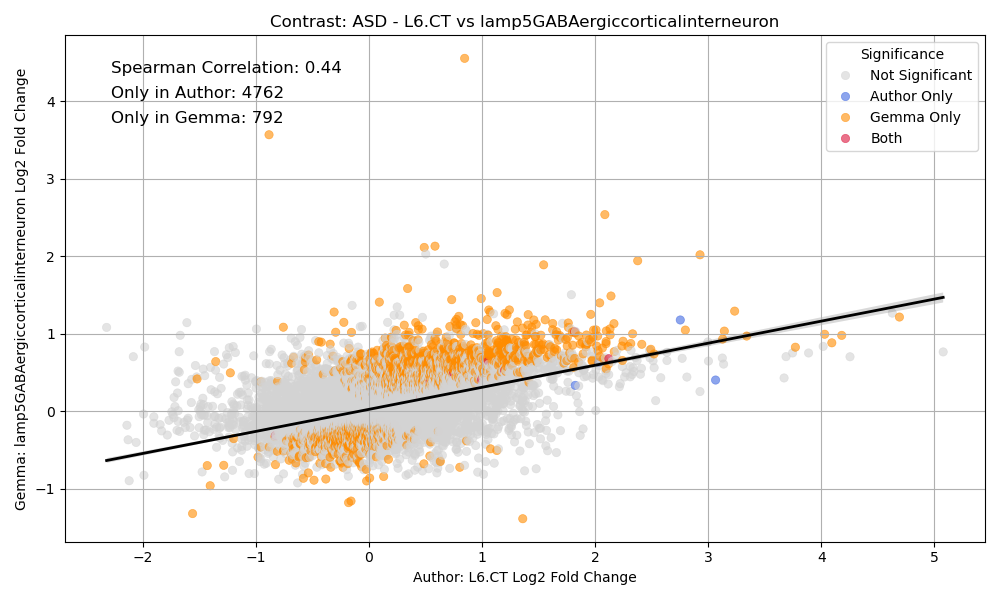 Contrast: ASD - L6.CT vs lamp5GABAergiccorticalinterneuron
Spearman Correlation: 0.44
Only in Author: 4762
Only in Gemma: 792
Significance
Not Significant
Author Only
Gemma Only
Both
Gemma: lamp5GABAergiccorticalinterneuron Log2 Fold Change
4
3
2
1
0
−1
−2
−1
0
1
2
3
4
5
Author: L6.CT Log2 Fold Change